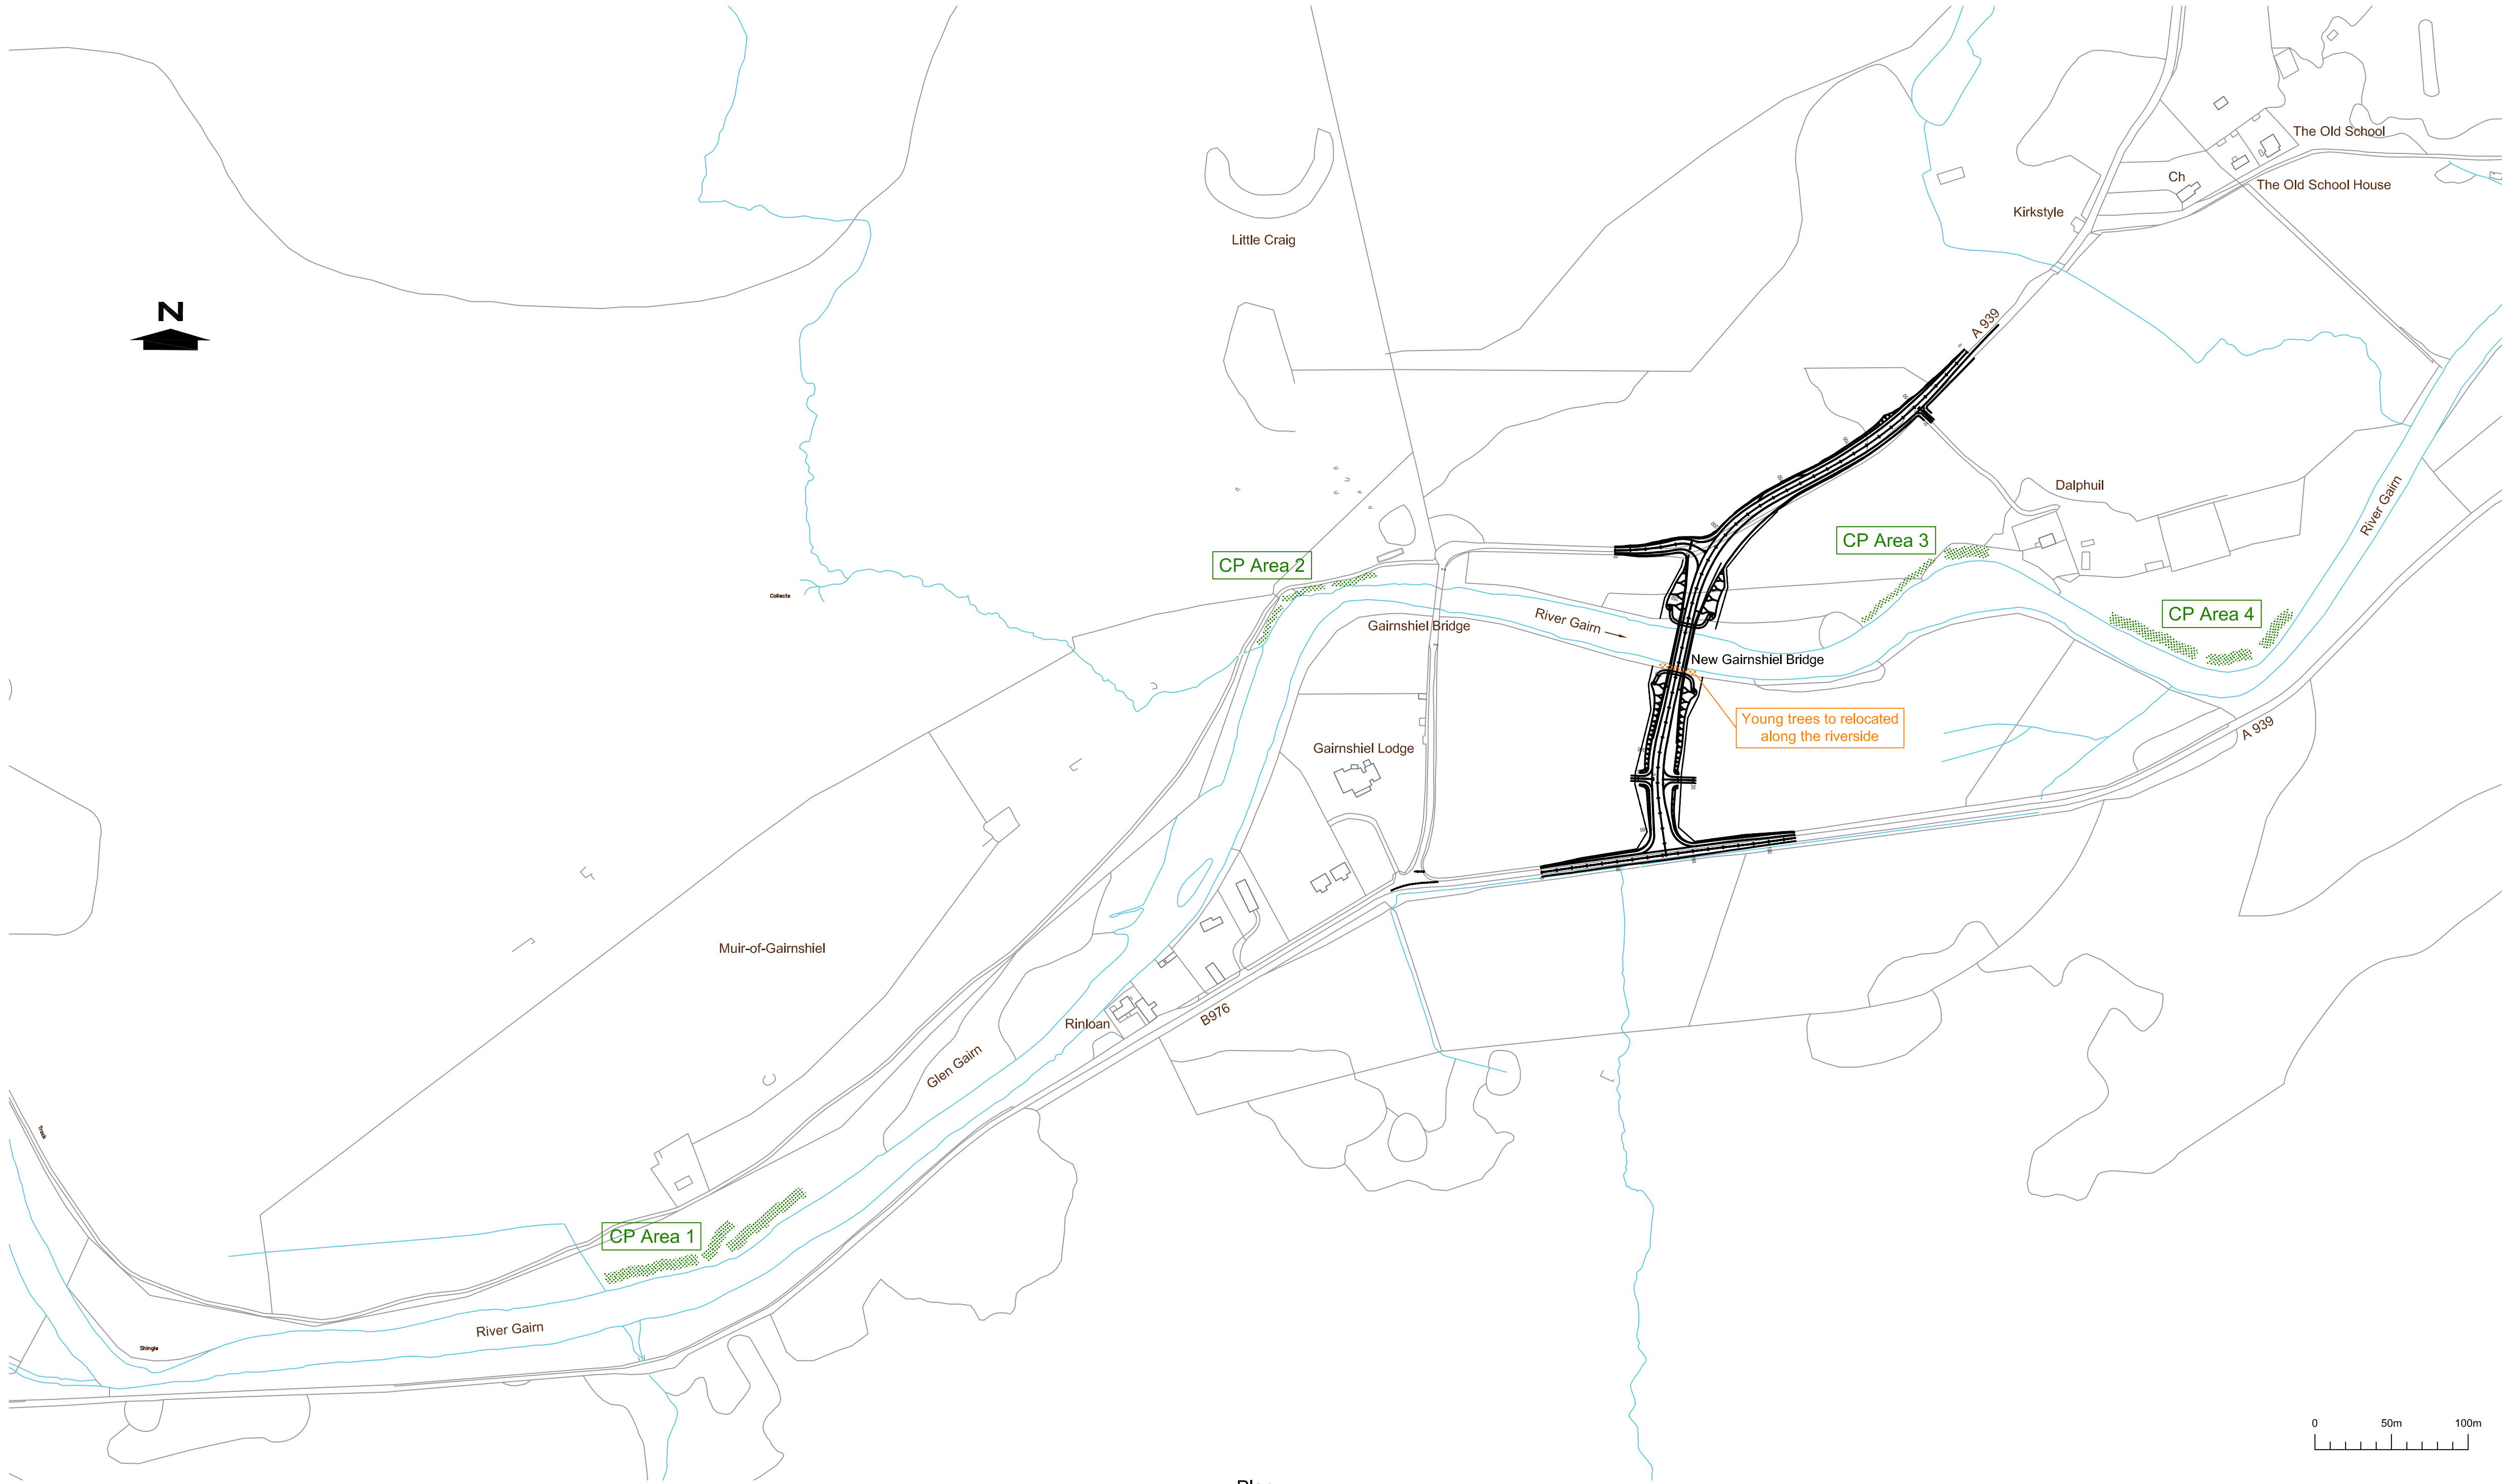 The Old School
Ch
The Old School House
Kirkstyle
Little Craig
N
A 939
Dalphuil
River Gairn
CP Area 3
CP Area 2
Collects
River Gairn
Gairnshiel Bridge
CP Area 4
New Gairnshiel Bridge
Young trees to relocated
along the riverside
A 939
Gairnshiel Lodge
Muir-of-Gairnshiel
B976
Rinloan
Glen Gairn
Track
CP Area 1
River Gairn
Shingle
0 50m 100m